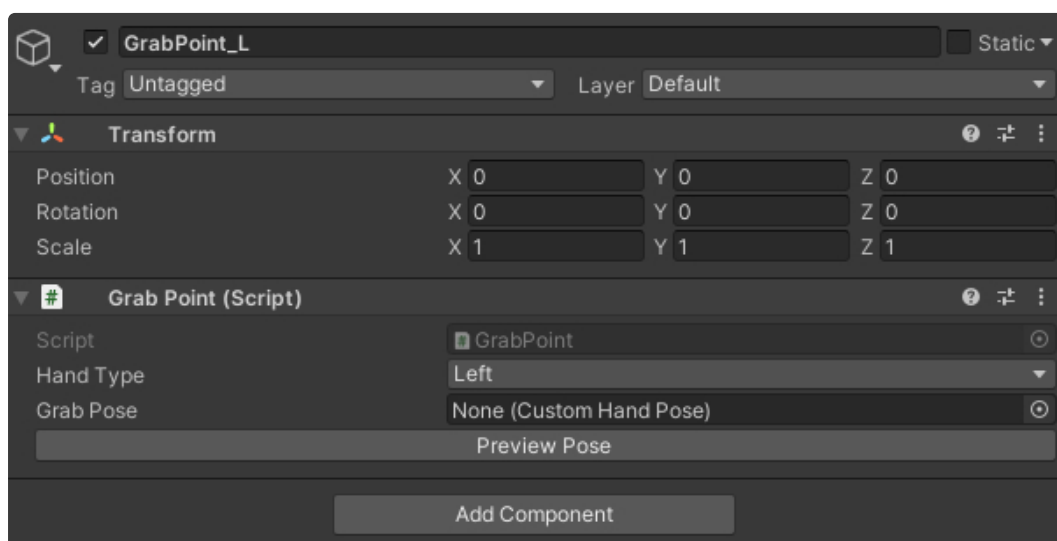 GrabPoint_L Static
Tag Untagged Layer Default
Transform
Position X 0 Y 0 Z 0
Rotation X 0 Y 0 Z 0
Scale X 1 Y 1 Z 1
# Grab Point (Script)
Script # GrabPoint
Hand Type Left
Grab Pose None (Custom Hand Pose)
Preview Pose
Add Component